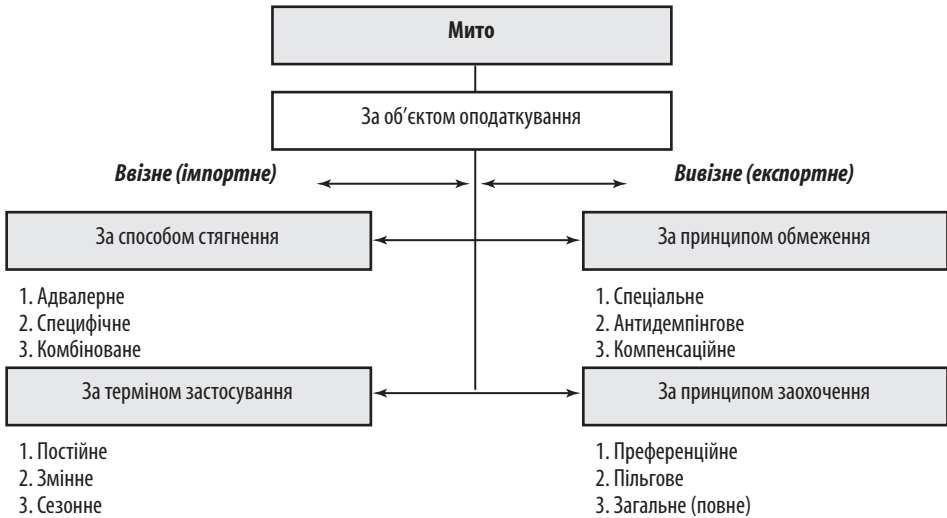 Мито
За об’єктом оподаткування
Ввізне (імпортне)
Вивізне (експортне)
За способом стягнення
За принципом обмеження
1. Адвалерне
2. Специфічне
3. Комбіноване
1. Спеціальне
2. Антидемпінгове
3. Компенсаційне
За терміном застосування
За принципом заохочення
1. Постійне
2. Змінне
3. Сезонне
1. Преференційне
2. Пільгове
3. Загальне (повне)